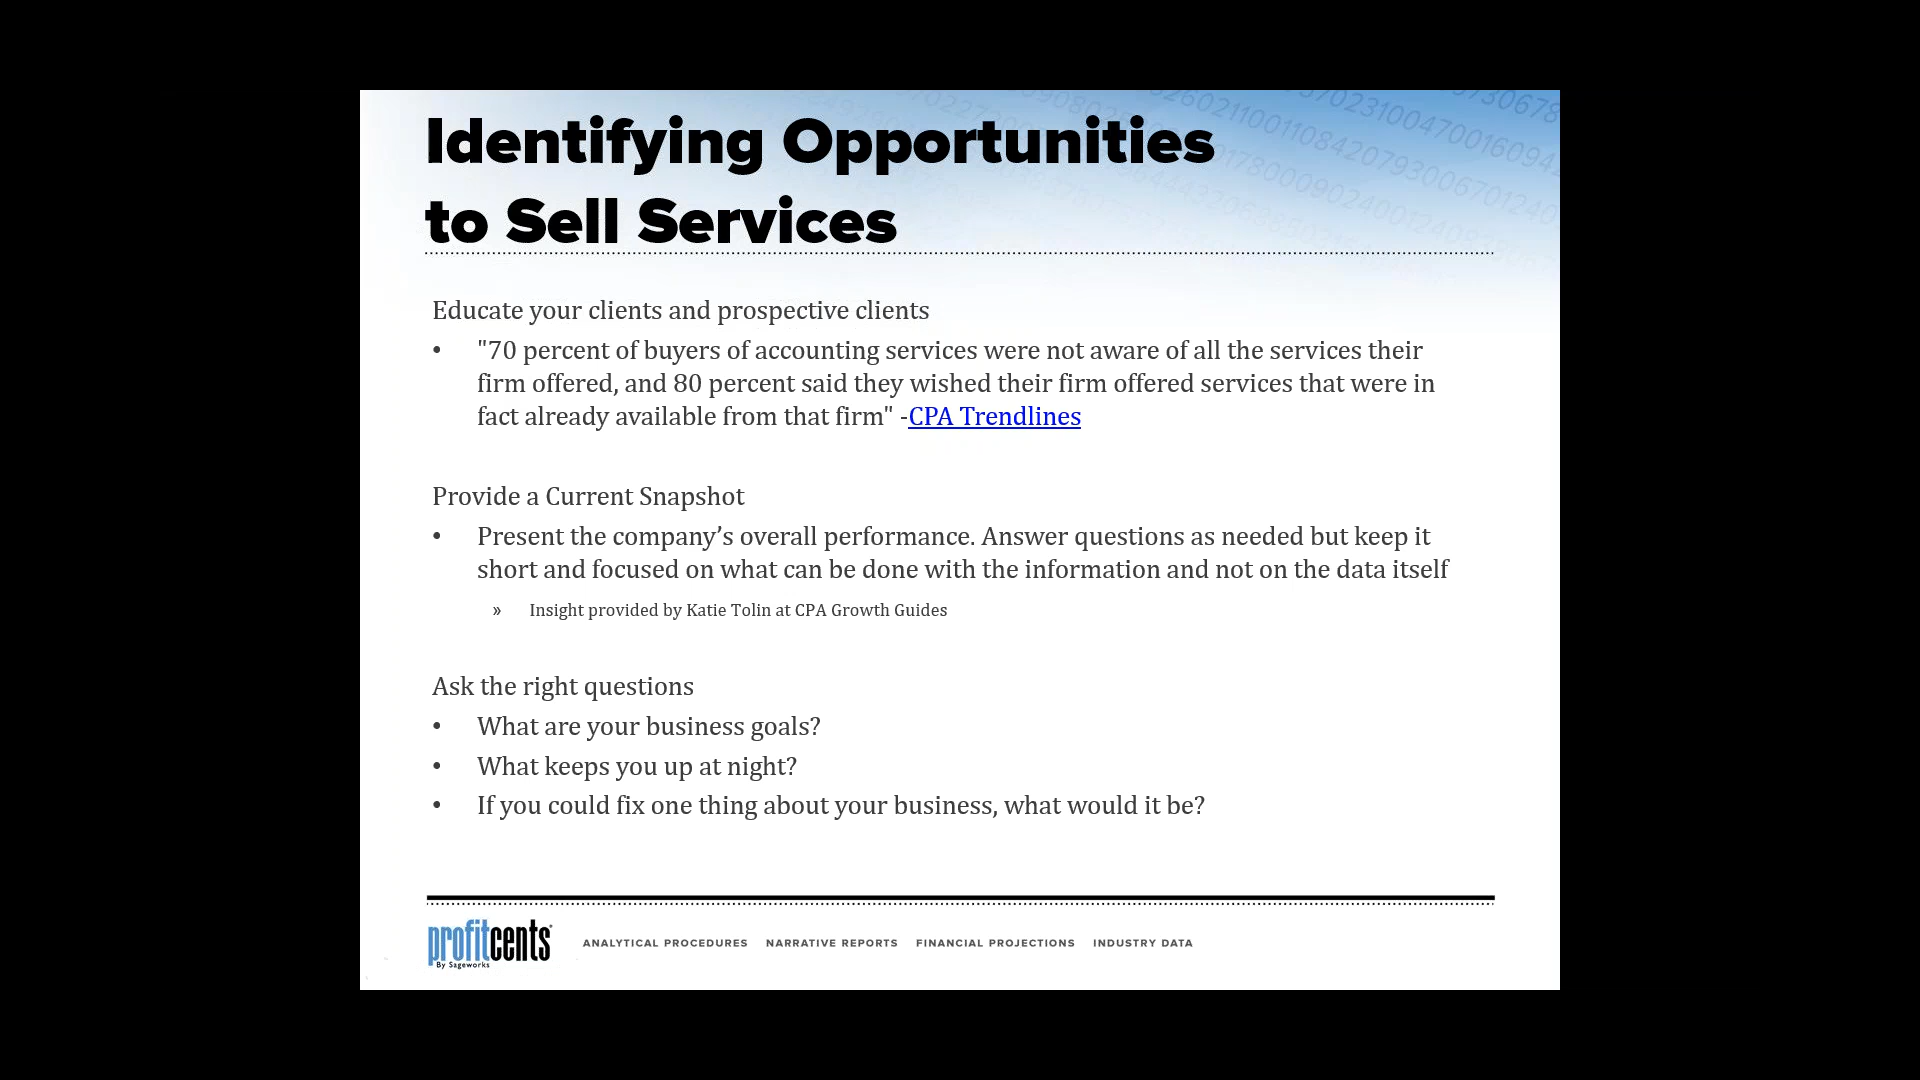 Identifying Opportunities
to Sell Services
Educate your clients and prospective clients
• "70 percent of buyers of accounting services were not aware of all the services their
firm offered, and 80 percent said they wished their firm offered services that were in
fact already available from that firm" -CPA Trendlines
Provide a Current Snapshot
• Present the company’s overall performance. Answer questions as needed but keep it
short and focused on what can be done with the information and not on the data itself
» Insight provided by Katie Tolin at CPA Growth Guides
Ask the right questions
• What are your business goals?
• What keeps you up at night?
• If you could fix one thing about your business, what would it be?
profitcents
By Sageworks
ANALYTICAL PROCEDURES NARRATIVE REPORTS FINANCIAL PROJECTIONS INDUSTRY DATA